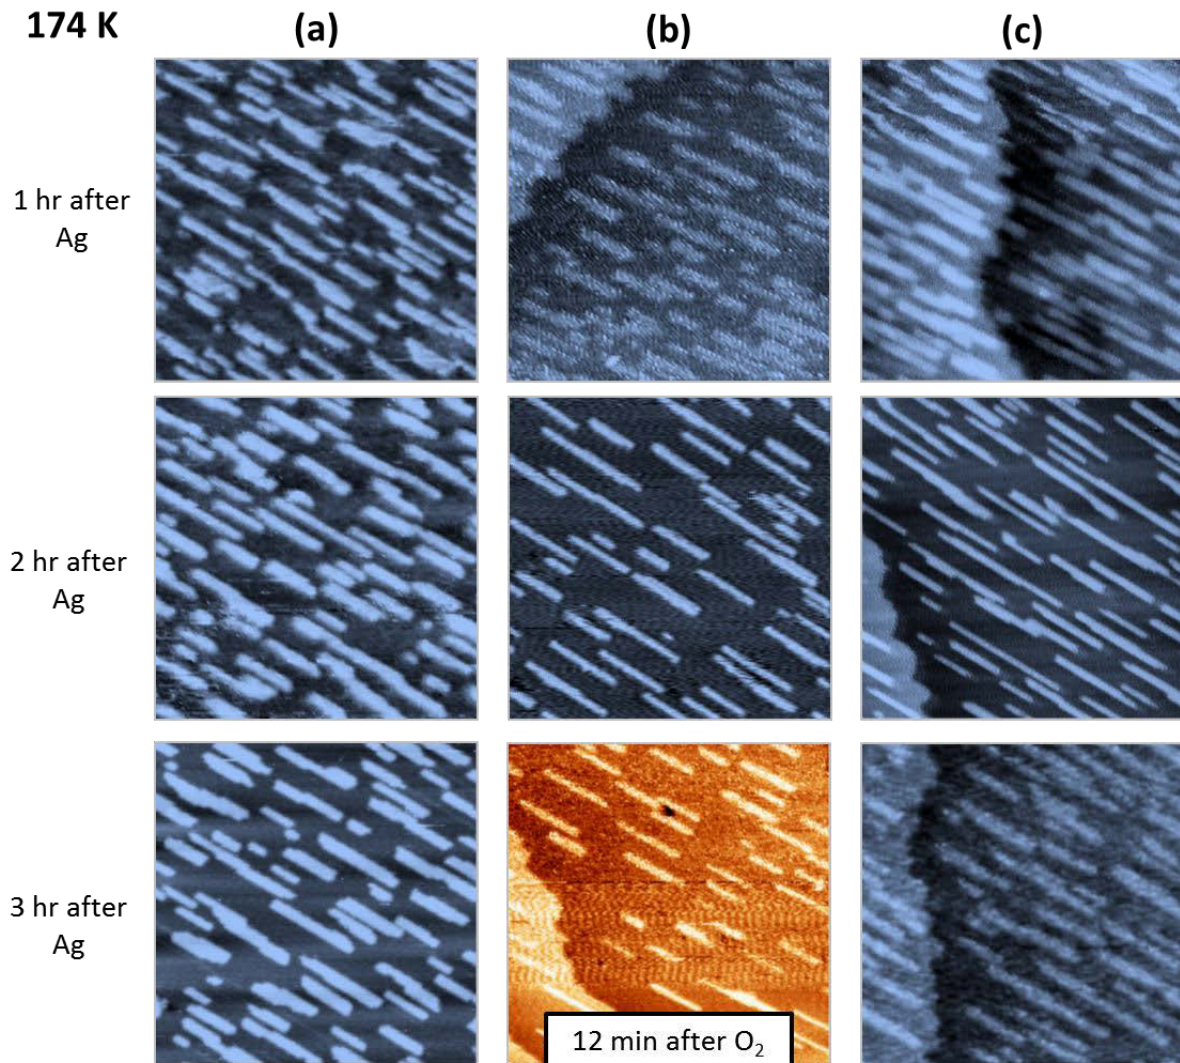 174 K
(a)
(b)
(c)
1 hr after
Ag
2 hr after
Ag
3 hr after
Ag
12 min after O₂